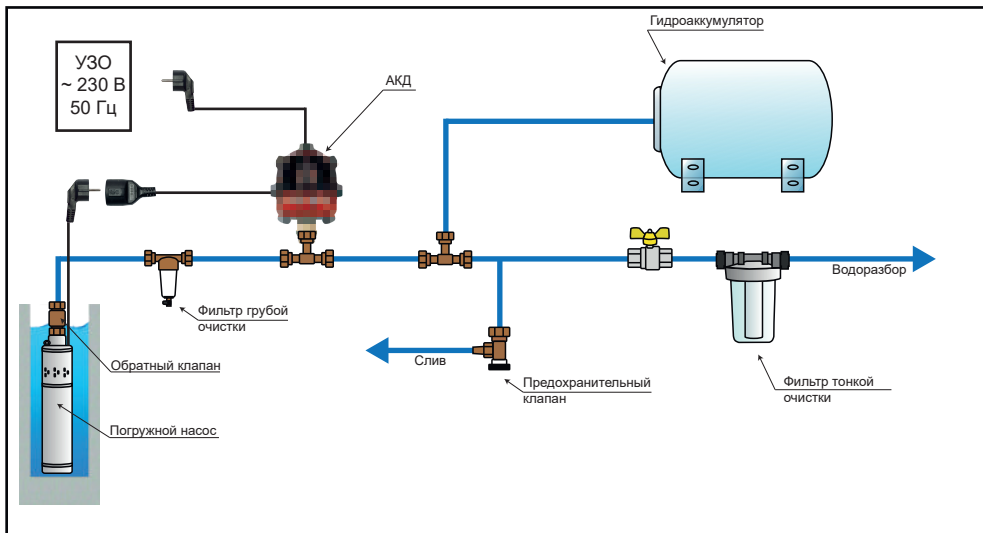 Гидроаккумулятор
УЗО
~ 230 В
50 Гц
АКД
Водоразбор
Фильтр грубой
очистки
Обратный клапан
Слив
Предохранительный
клапан
Фильтр тонкой
очистки
Погружной насос